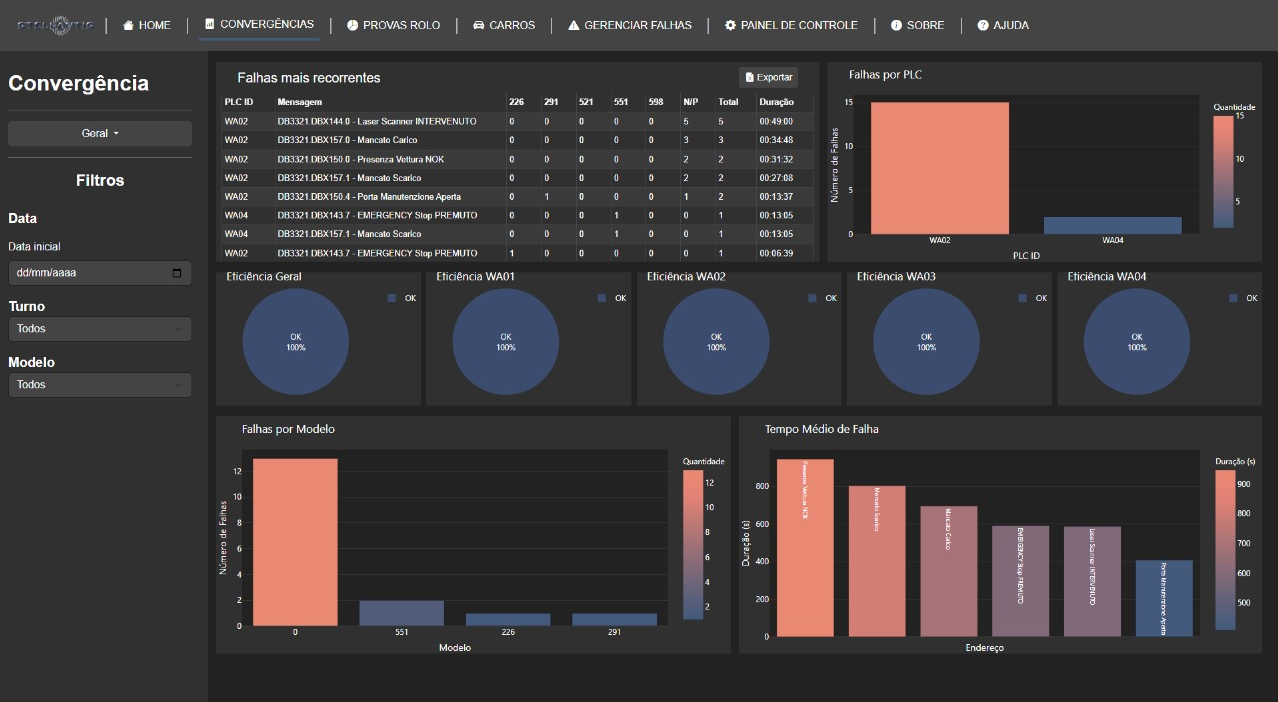 STELLANTIS
HOME
CONVERGÊNCIAS
PROVAS ROLO
CARROS
GERENCIAR FALHAS
PAINEL DE CONTROLE
SOBRE
AJUDA
Convergência
Geral
Filtros
Data
Data inicial
dd/mm/aaaa
Turno
Todos
Modelo
Todos
Falhas mais recorrentes
Exportar
PLC ID Mensagem 226 291 521 551 598 N/P Total Duração
WA02 DB3321.DBX144.0 - Laser Scanner INTERVENUTO 0 0 0 0 0 5 5 00:49:00
WA02 DB3321.DBX157.0 - Mancato Carico 0 0 0 0 0 3 3 00:34:48
WA02 DB3321.DBX150.0 - Presenza Vettura NOK 0 0 0 0 0 2 2 00:31:32
WA02 DB3321.DBX157.1 - Mancato Scarico 0 0 0 0 0 2 2 00:27:08
WA02 DB3321.DBX150.4 - Porta Manutenzione Aperta 0 1 0 0 0 1 2 00:13:37
WA04 DB3321.DBX143.7 - EMERGENCY Stop PREMUTO 0 0 0 1 0 0 1 00:13:05
WA04 DB3321.DBX157.1 - Mancato Scarico 0 0 0 1 0 0 1 00:13:05
WA02 DB3321.DBX143.7 - EMERGENCY Stop PREMUTO 1 0 0 0 0 0 1 00:06:39
Falhas por PLC
Número de Falhas
15
10
5
0
WA02 WA04
PLC ID
Quantidade
15
10
5
Eficiência Geral
OK
OK
100%
Eficiência WA01
OK
OK
100%
Eficiência WA02
OK
OK
100%
Eficiência WA03
OK
OK
100%
Eficiência WA04
OK
OK
100%
Falhas por Modelo
Número de Falhas
12
10
8
6
4
2
0
0 551 226 291
Modelo
Quantidade
12
10
8
6
4
2
Tempo Médio de Falha
Duração (s)
800
600
400
200
0
Presenza Vettura NOK
Mancato Scarico
Mancato Carico
EMERGENCY Stop PREMUTO
Laser Scanner INTERVENUTO
Porta Manutenzione Aperta
Endereço
Duração (s)
900
800
700
600
500